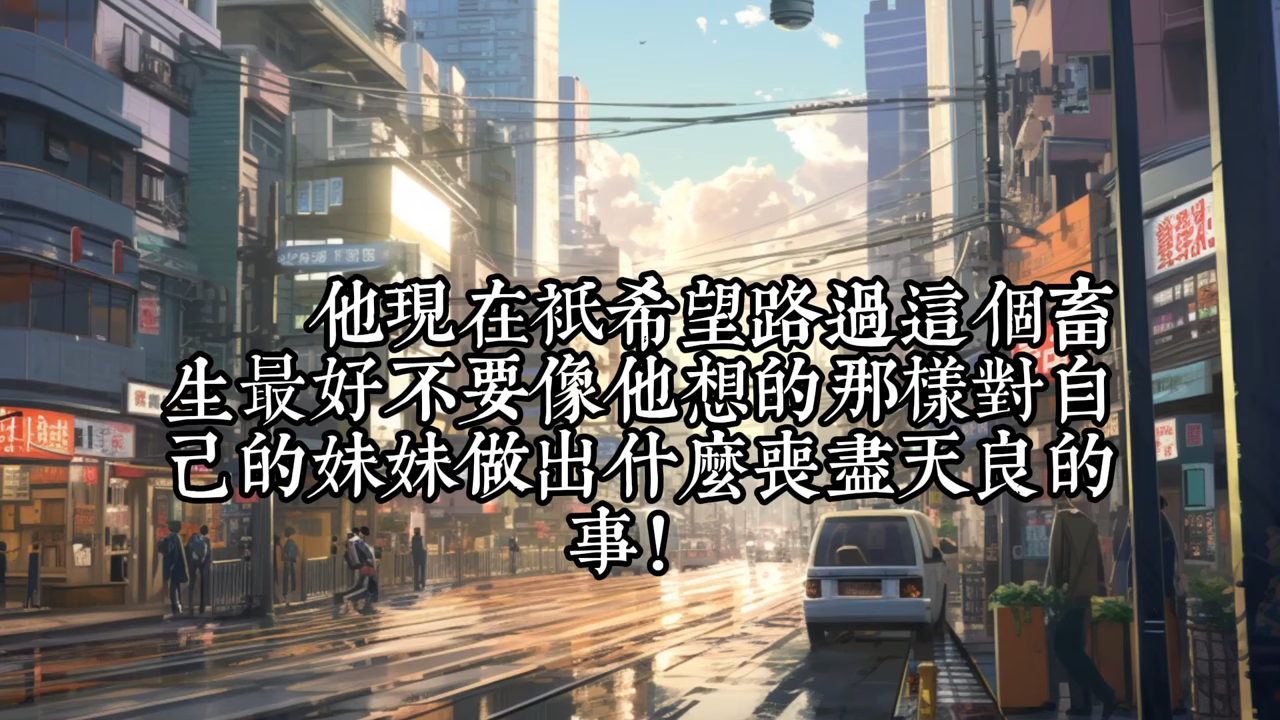 他現在衹希望路過這個畜
生最好不要像他想的那樣對自
己的妹妹做出什麼喪盡天良的
事！